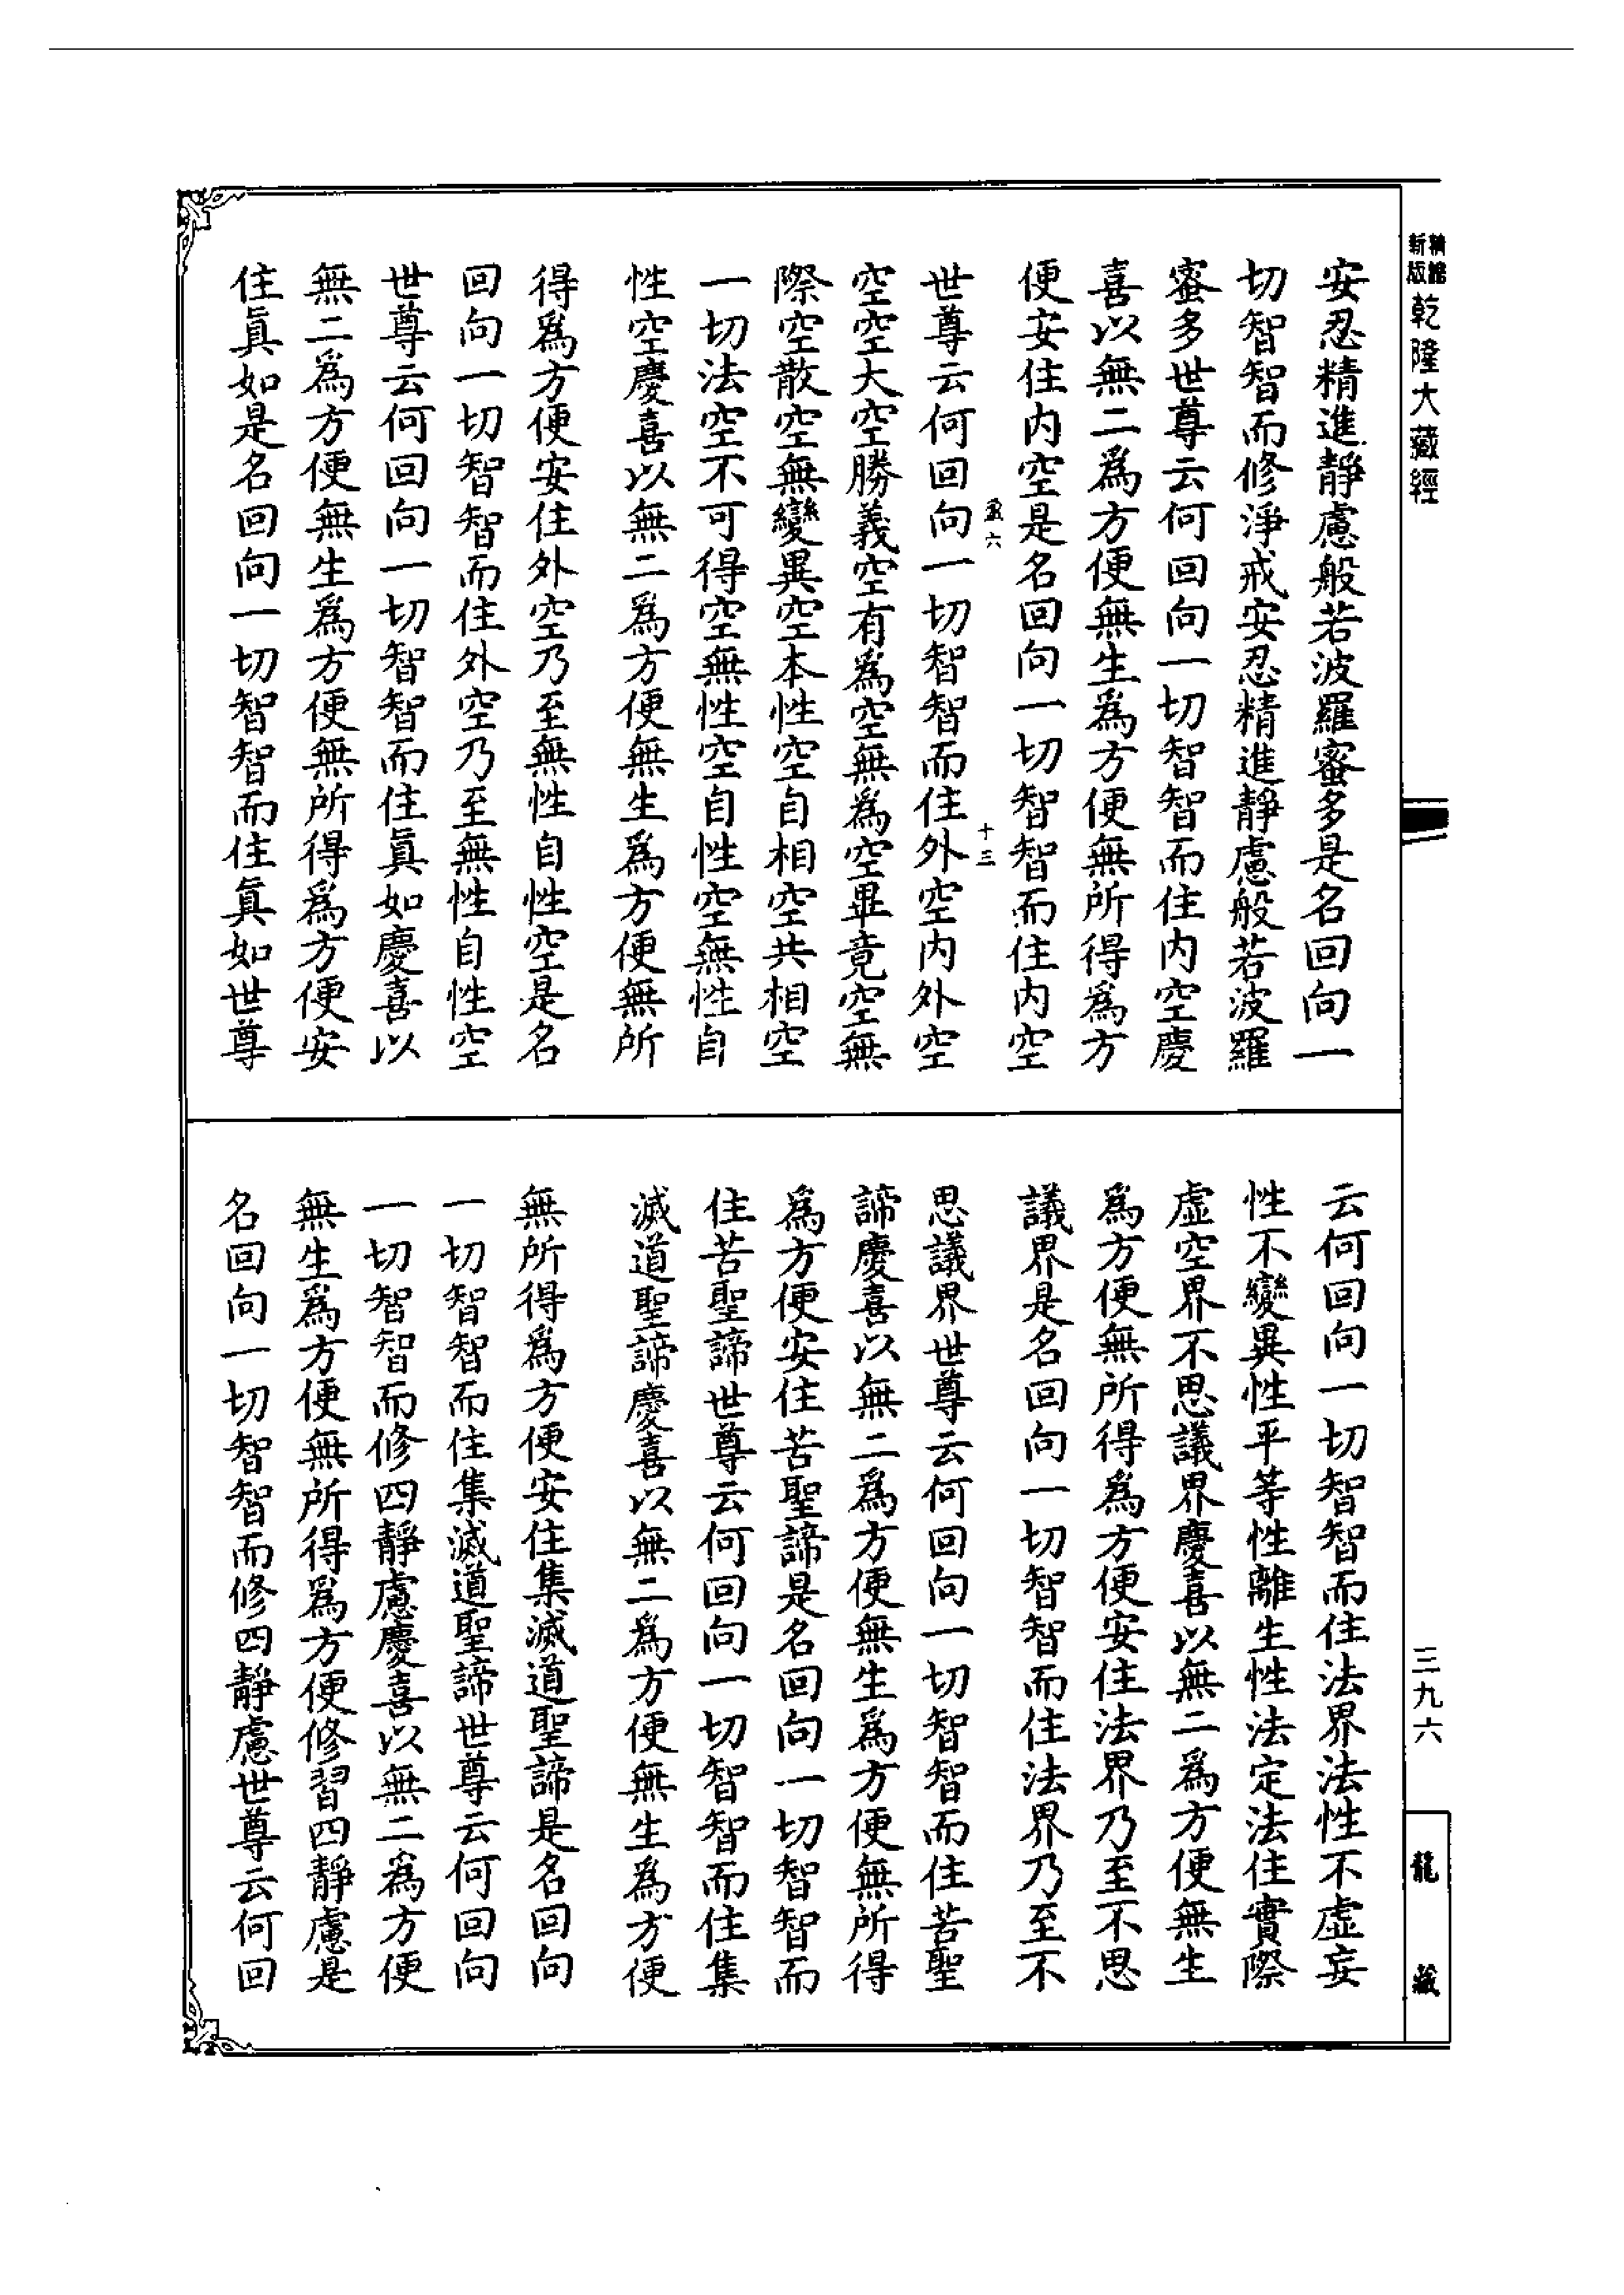 精縮新版乾隆大藏經
安忍精進靜慮般若波羅蜜多是名回向一
切智智而修淨戒安忍精進靜慮般若波羅
蜜多世尊云何回向一切智智而住內空慶
喜以無二爲方便無生爲方便無所得爲方
便安住內空是名回向一切智智而住內空
盈六
十三
世尊云何回向一切智智而住外空內外空
空空大空勝義空有爲空無爲空畢竟空無
際空散空無變異空本性空自相空共相空
一切法空不可得空無性空自性空無性自
性空慶喜以無二爲方便無生爲方便無所
得爲方便安住外空乃至無性自性空是名
回向一切智智而住外空乃至無性自性空
世尊云何回向一切智智而住眞如慶喜以
無二爲方便無生爲方便無所得爲方便安
住眞如是名回向一切智智而住眞如世尊
三九六
龍藏
云何回向一切智智而住法界法性不虛妄
性不變異性平等性離生性法定法住實際
虛空界不思議界慶喜以無二爲方便無生
爲方便無所得爲方便安住法界乃至不思
議界是名回向一切智智而住法界乃至不
思議界世尊云何回向一切智智而住苦聖
諦慶喜以無二爲方便無生爲方便無所得
爲方便安住苦聖諦是名回向一切智智而
住苦聖諦世尊云何回向一切智智而住集
滅道聖諦慶喜以無二爲方便無生爲方便
無所得爲方便安住集滅道聖諦是名回向
一切智智而住集滅道聖諦世尊云何回向
一切智智而修四靜慮慶喜以無二爲方便
無生爲方便無所得爲方便修習四靜慮是
名回向一切智智而修四靜慮世尊云何回